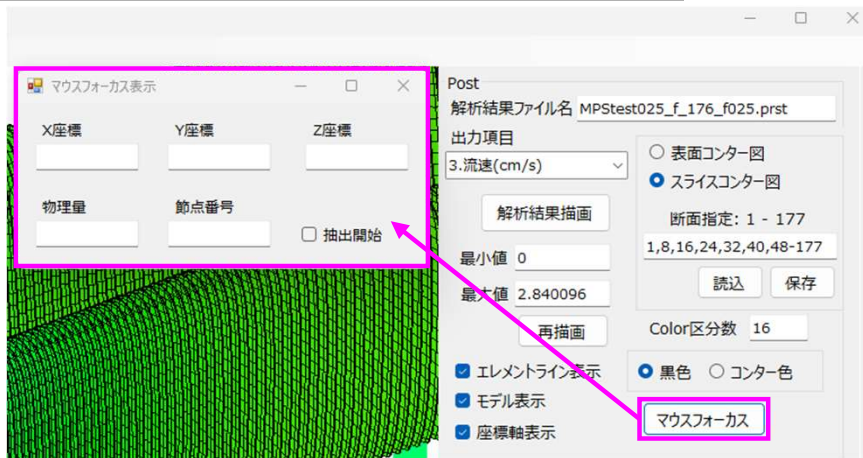 マウスフォーカス表示
X座標 Y座標 Z座標
物理量 節点番号
抽出開始
Post
解析結果ファイル名 MPStest025_f_176_f025.prst
出力項目
3.流速(cm/s)
解析結果描画
最小値 0
最大値 2.840096
再描画
エレメントライン表示
モデル表示
座標軸表示
表面コンター図
スライスコンター図
断面指定: 1 - 177
1,8,16,24,32,40,48-177
読込 保存
Color区分数 16
黒色 コンター色
マウスフォーカス